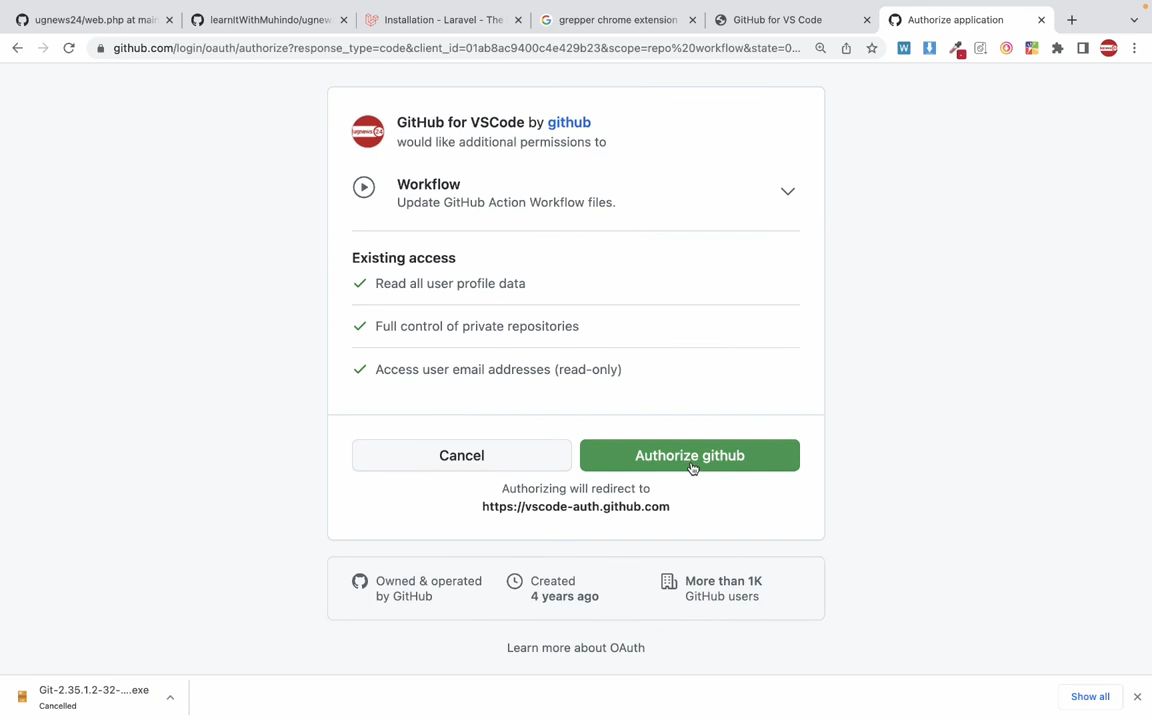 ugnews24/web.php at main
learnItWithMuhindo/ugnew
Installation - Laravel - The
grepper chrome extension
GitHub for VS Code
Authorize application
github.com/login/oauth/authorize?response_type=code&client_id=01ab8ac9400c4e429b23&scope=repo%20workflow&state=0...
ugnews24
GitHub for VSCode by github
would like additional permissions to
Workflow
Update GitHub Action Workflow files.
Existing access
Read all user profile data
Full control of private repositories
Access user email addresses (read-only)
Cancel
Authorize github
Authorizing will redirect to
https://vscode-auth.github.com
Owned & operated
by GitHub
Created
4 years ago
More than 1K
GitHub users
Learn more about OAuth
Git-2.35.1.2-32-....exe
Cancelled
Show all